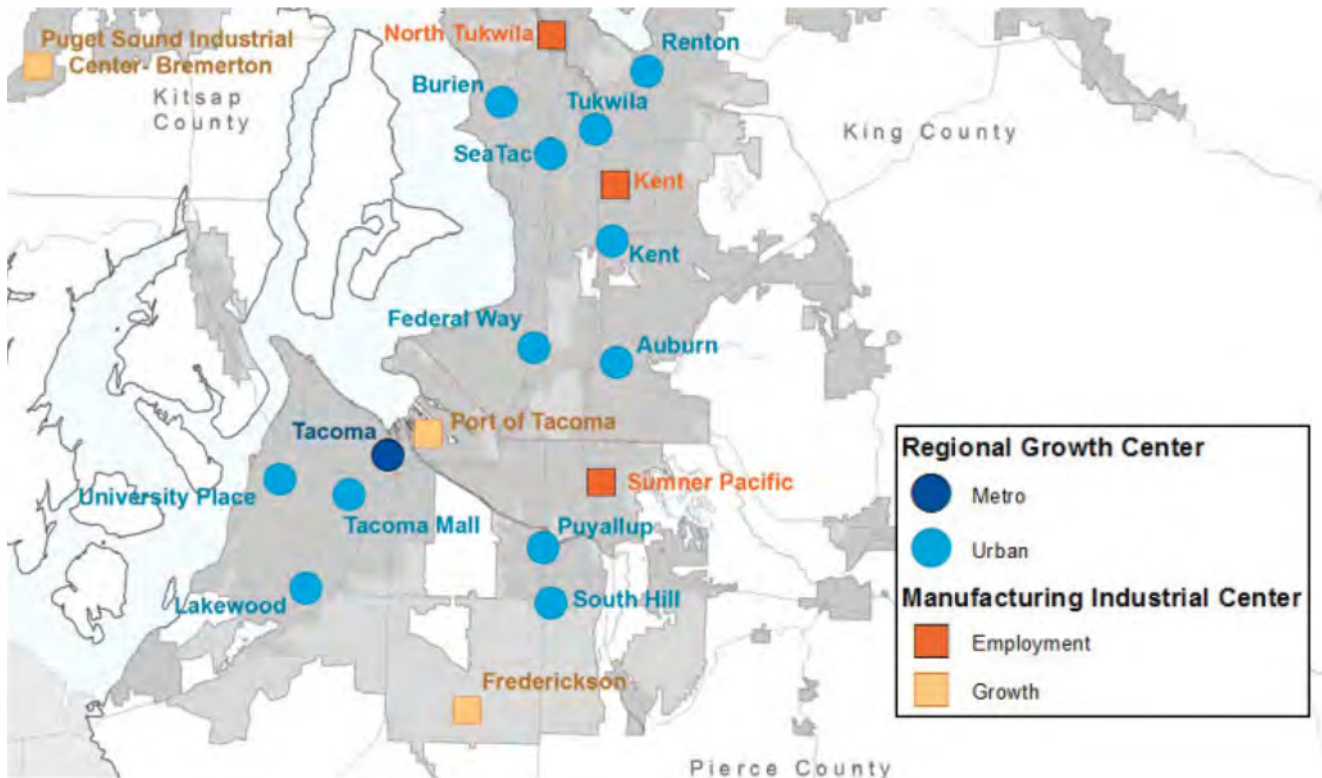 Puget Sound Industrial
Center- Bremerton
Kitsap
County
North Tukwila
Renton
Burien
Tukwila
King County
SeaTac
Kent
Kent
Federal Way
Auburn
Port of Tacoma
Tacoma
University Place
Sumner Pacific
Tacoma Mall
Puyallup
Lakewood
South Hill
Frederickson
Pierce County
Regional Growth Center
Metro
Urban
Manufacturing Industrial Center
Employment
Growth